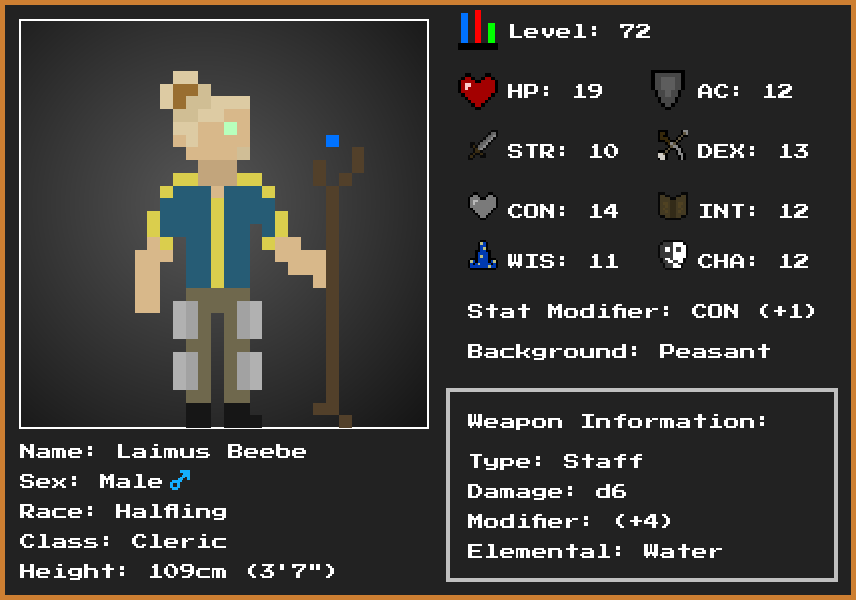 Level: 72
HP: 19 AC: 12
STR: 10 DEX: 13
CON: 14 INT: 12
WIS: 11 CHA: 12
Stat Modifier: CON (+1)
Background: Peasant
Weapon Information:
Type: Staff
Damage: d6
Modifier: (+4)
Elemental: Water
Name: Laimus Beebe
Sex: Male ♂
Race: Halfling
Class: Cleric
Height: 109cm (3'7")